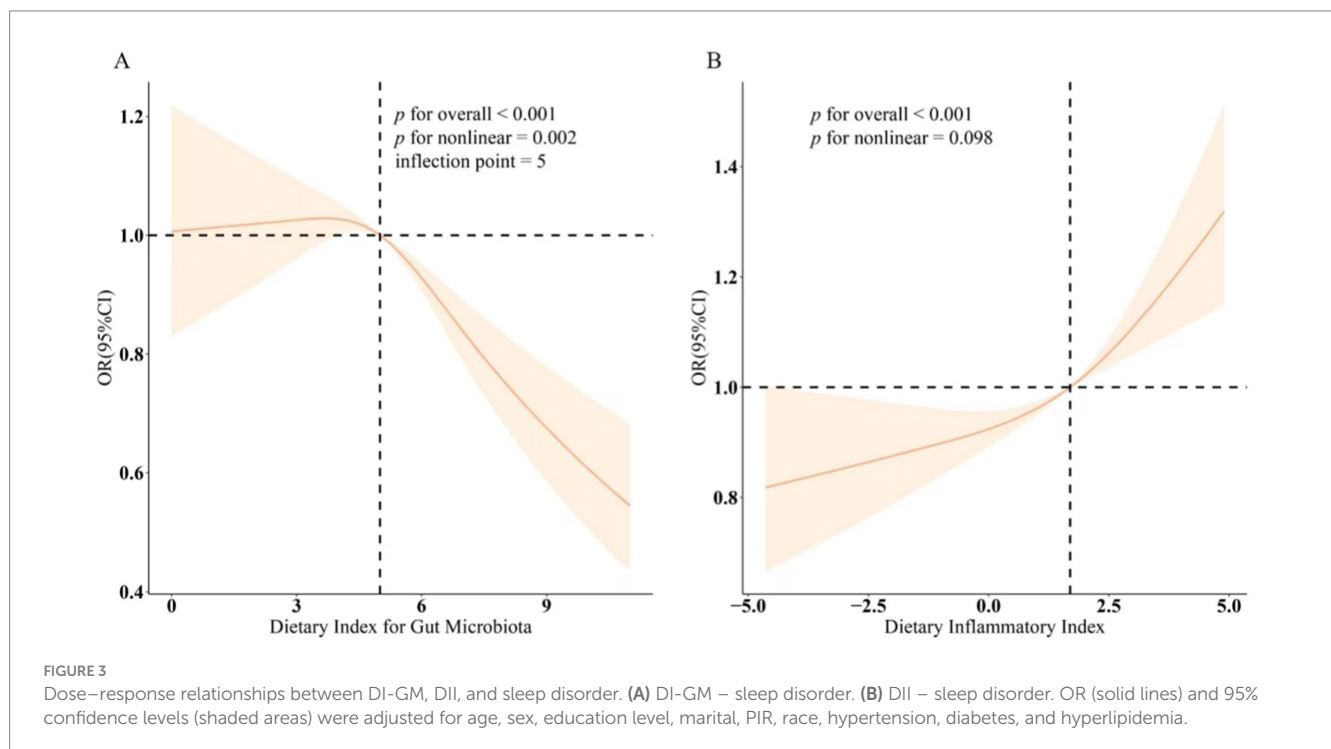 A
p for overall < 0.001
p for nonlinear = 0.002
inflection point = 5
OR(95%CI)
1.2
1.0
0.8
0.6
0.4
0
3
6
9
Dietary Index for Gut Microbiota
B
p for overall < 0.001
p for nonlinear = 0.098
OR(95%CI)
1.4
1.2
1.0
0.8
−5.0
−2.5
0.0
2.5
5.0
Dietary Inflammatory Index
FIGURE 3
Dose–response relationships between DI-GM, DII, and sleep disorder. (A) DI-GM – sleep disorder. (B) DII – sleep disorder. OR (solid lines) and 95%
confidence levels (shaded areas) were adjusted for age, sex, education level, marital, PIR, race, hypertension, diabetes, and hyperlipidemia.